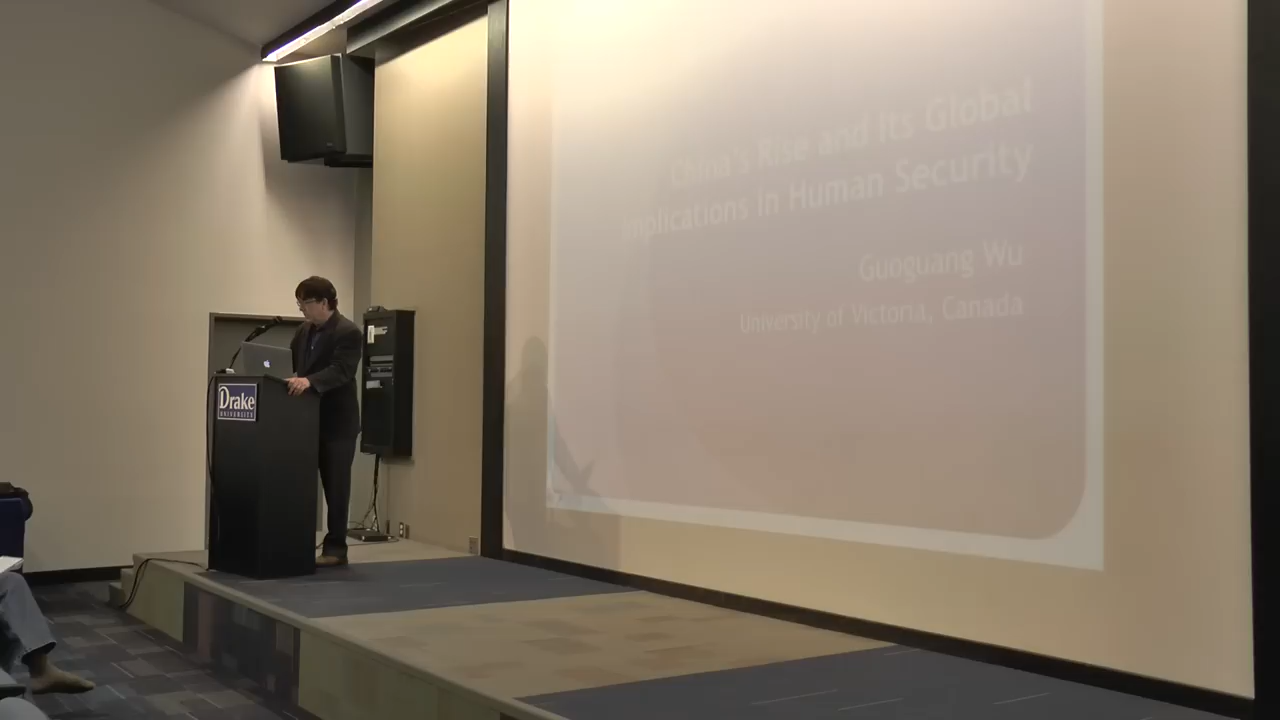 China's Rise and Its Global
Implications in Human Security
Guoguang Wu
University of Victoria, Canada
Drake
UNIVERSITY